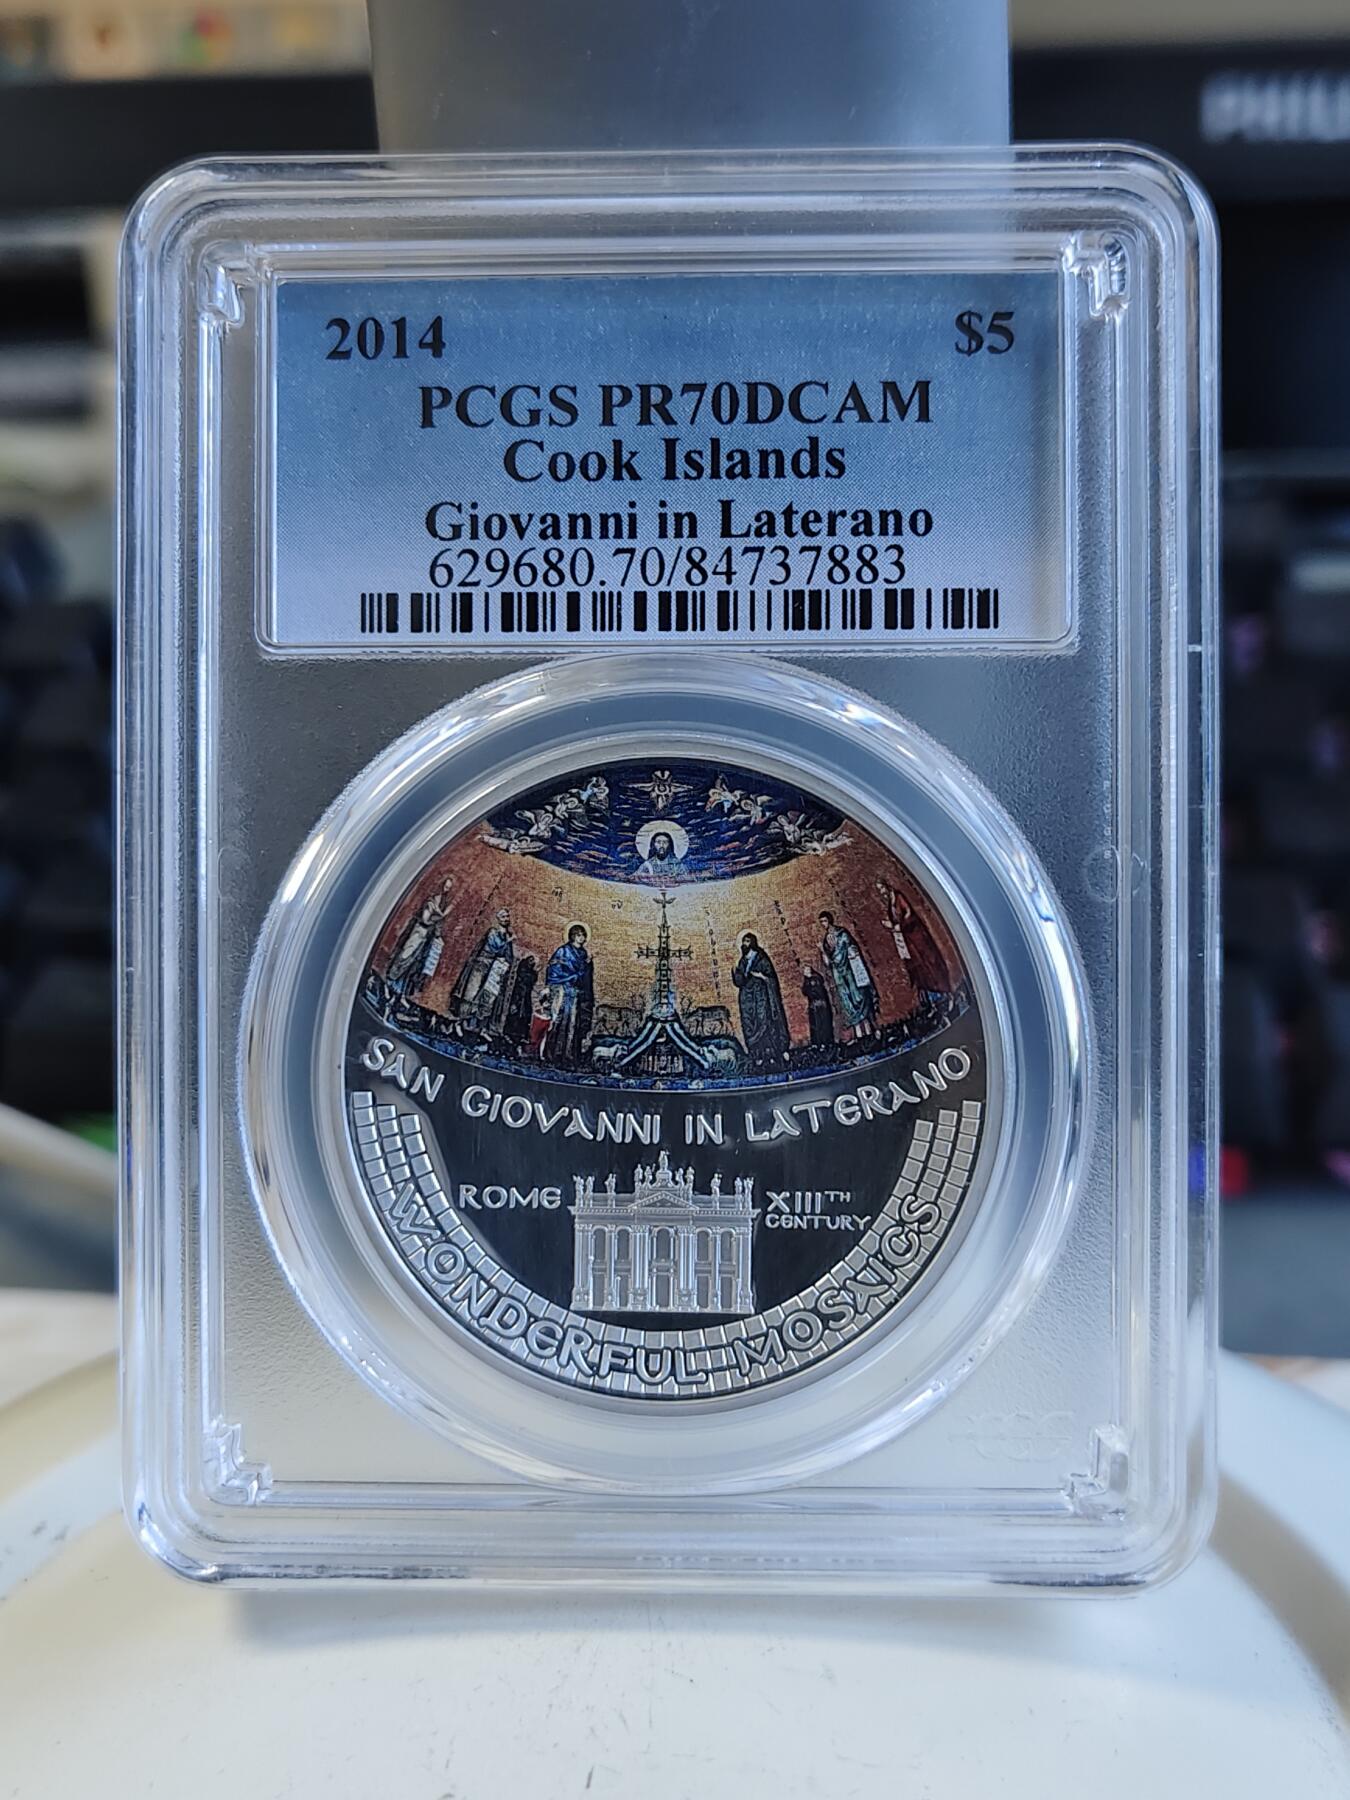 PHIL
2014 $5
PCGS PR70DCAM
Cook Islands
Giovanni in Laterano
629680.70/84737883
SAN GIOVANNI IN LATERANO
ROME XIIITH CENTURY
WONDERFUL MOSAICS